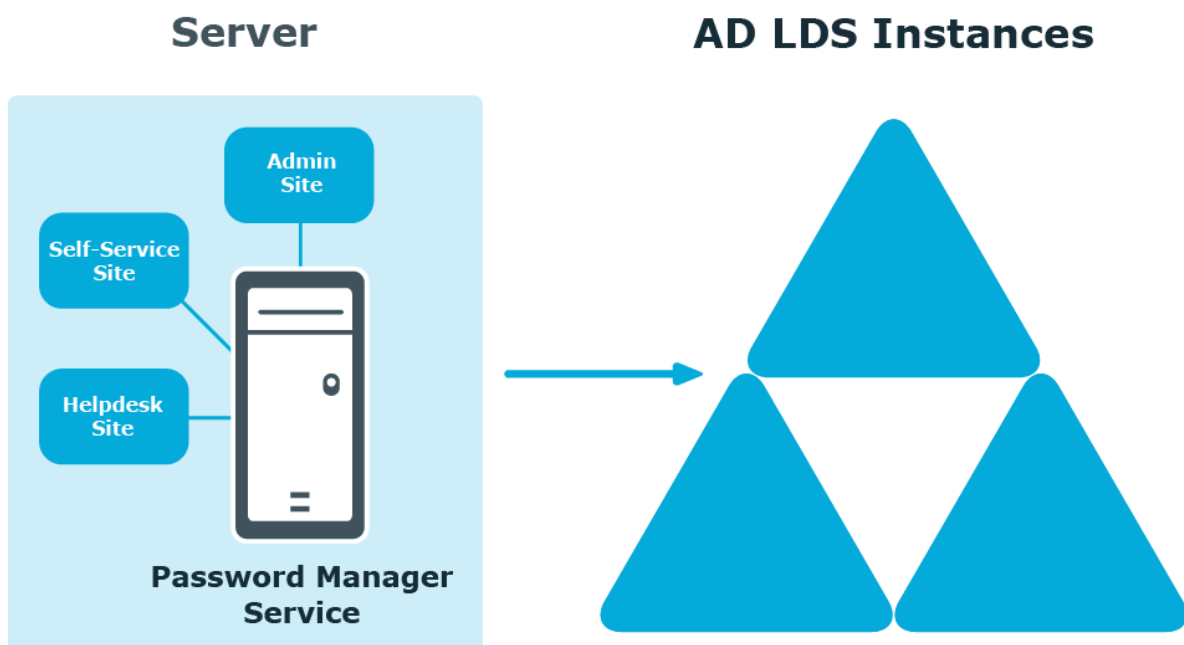 Server
AD LDS Instances
Admin
Site
Self-Service
Site
Helpdesk
Site
Password Manager
Service